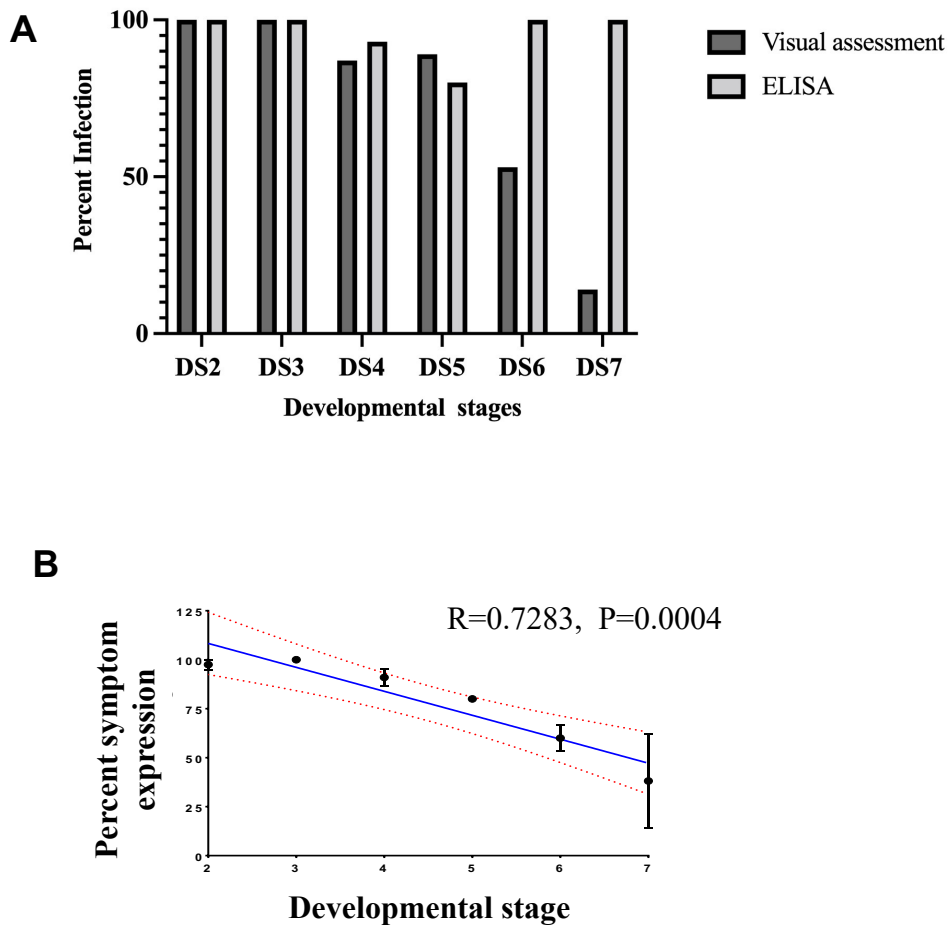 A
Percent Infection
100
50
0
DS2 DS3 DS4 DS5 DS6 DS7
Developmental stages
Visual assessment
ELISA
B
R=0.7283, P=0.0004
Percent symptom
expression
125
100
75
50
25
0
2 3 4 5 6 7
Developmental stage